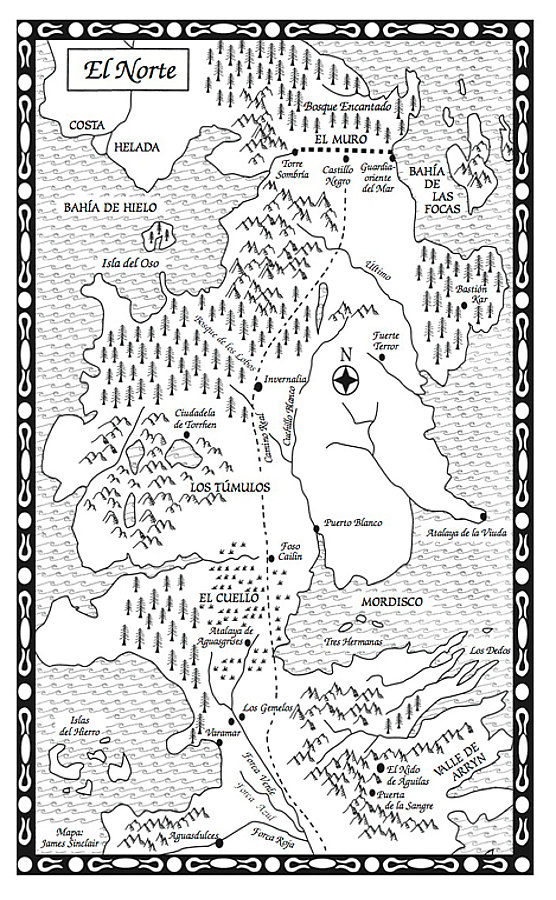 El Norte
Bosque Encantado
COSTA
HELADA
EL MURO
Torre
Sombría
Castillo
Negro
Guardia-
oriente
del Mar
BAHÍA
DE
LAS
FOCAS
BAHÍA DE HIELO
Isla del Oso
Último
Bastión
Kar
Bosque de los Lobos
Fuerte
Terror
N
Invernalia
Cuchillo Blanco
Camino Real
Ciudadela
de Torrhen
LOS TÚMULOS
Puerto Blanco
Atalaya de la Viuda
Foso
Cailin
EL CUELLO
MORDISCO
Atalaya de
Aguasgrises
Tres Hermanas
Los Dedos
Los Gemelos
Varamar
Islas
del Hierro
Forca Verde
Forca Azul
VALLE DE
ARRYN
El Nido
de Águilas
Puerta
de la Sangre
Mapa:
James Sinclair
Aguasdulces
Forca Roja